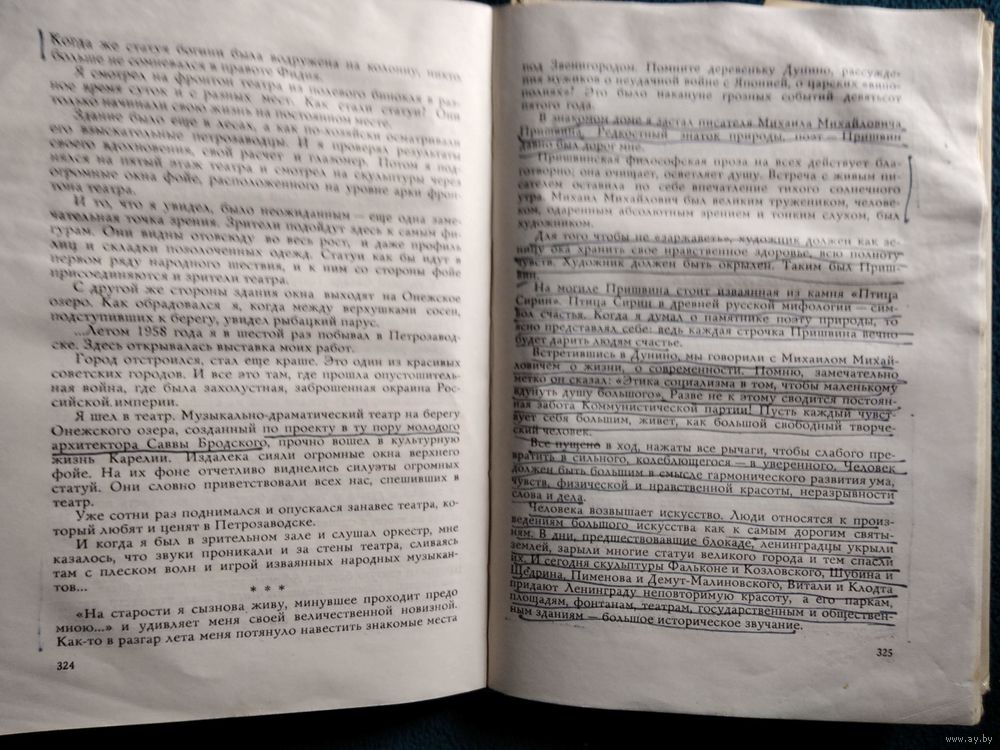 Когда же статуя богини была водружена на колонну, никто
больше не сомневался в правоте Фидия.
Я смотрел на фронтон театра из полевого бинокля в раз-
ное время суток и с разных мест. Как стали статуи? Они
только начинали свою жизнь на постоянном месте.
Здание было еще в лесах, а как по-хозяйски осматривали
его взыскательные петрозаводцы. И я проверял результаты
своего вдохновения, свой расчет и глазомер. Потом я под-
нялся на пятый этаж театра и смотрел на скульптуры через
огромные окна фойе, расположенного на уровне арки фрон-
тона театра.
И то, что я увидел, было неожиданным — еще одна заме-
чательная точка зрения. Зрители подойдут здесь к самым фи-
гурам. Они видны отовсюду во весь рост, и даже профиль
лиц и складки позолоченных одежд. Статуи как бы идут в
первом ряду народного шествия, и к ним со стороны фойе
присоединяются и зрители театра.
С другой же стороны здания окна выходят на Онежское
озеро. Как обрадовался я, когда между верхушками сосен,
подступивших к берегу, увидел рыбацкий парус.
...Летом 1958 года я в шестой раз побывал в Петрозавод-
ске. Здесь открывалась выставка моих работ.
Город отстроился, стал еще краше. Это один из красивых
советских городов. И все это там, где прошла опустошитель-
ная война, где была захолустная, заброшенная окраина Рос-
сийской империи.
Я шел в театр. Музыкально-драматический театр на берегу
Онежского озера, созданный по проекту в ту пору молодого
архитектора Саввы Бродского, прочно вошел в культурную
жизнь Карелии. Издалека сияли огромные окна верхнего
фойе. На их фоне отчетливо виднелись силуэты огромных
статуй. Они словно приветствовали всех нас, спешивших в
театр.
Уже сотни раз поднимался и опускался занавес театра, ко-
торый любят и ценят в Петрозаводске.
И когда я был в зрительном зале и слушал оркестр, мне
казалось, что звуки проникали и за стены театра, сливаясь
там с плеском волн и игрой изваянных народных музыкан-
тов...
* * *
«На старости я сызнова живу, минувшее проходит предо
мною...» и удивляет меня своей величественной новизной.
Как-то в разгар лета меня потянуло навестить знакомые места
324
под Звенигородом. Помните деревеньку Дунино, рассужде-
ния мужиков о неудачной войне с Японией, о царских «вино-
полиях»? Это было накануне грозных событий девятьсот
пятого года.
В знакомом доме я застал писателя Михаила Михайловича
Пришвина. Редкостный знаток природы, поэт — Пришвин
давно был дорог мне.
Пришвинская философская проза на всех действует бла-
готворно; она очищает, осветляет душу. Встреча с живым пи-
сателем оставила по себе впечатление тихого солнечного
утра. Михаил Михайлович был великим тружеником, челове-
ком, одаренным абсолютным зрением и тонким слухом, был
художником.
Для того чтобы не «заржаветь», художник должен как зе-
ницу ока хранить свое нравственное здоровье, всю полноту
чувств. Художник должен быть окрылен. Таким был Приш-
вин.
На могиле Пришвина стоит изваянная из камня «Птица
Сирин». Птица Сирин в древней русской мифологии — сим-
вол счастья. Когда я думал о памятнике поэту природы, то
ясно представлял себе: ведь каждая строчка Пришвина вечно
будет дарить людям счастье.
Встретившись в Дунино, мы говорили с Михаилом Михай-
ловичем о жизни, о современности. Помню, замечательно
метко он сказал: «Этика социализма в том, чтобы маленькому
вдунуть душу большого». Разве не к этому сводится постоян-
ная забота Коммунистической партии! Пусть каждый чувст-
вует себя большим, живет, как большой свободный творче-
ский человек.
Все пущено в ход, нажаты все рычаги, чтобы слабого пре-
вратить в сильного, колеблющегося — в уверенного. Человек
должен быть большим в смысле гармонического развития ума,
чувств, физической и нравственной красоты, неразрывности
слова и дела.
Человека возвышает искусство. Люди относятся к произ-
ведениям большого искусства как к самым дорогим святы-
ням. В дни, предшествовавшие блокаде, ленинградцы укрыли
землей, зарыли многие статуи великого города и тем спасли
их. И сегодня скульптуры Фальконе и Козловского, Шубина и
Щедрина, Пименова и Демут-Малиновского, Витали и Клодта
придают Ленинграду неповторимую красоту, а его паркам,
площадям, фонтанам, театрам, государственным и обществен-
ным зданиям — большое историческое звучание.
325
www.ay.by